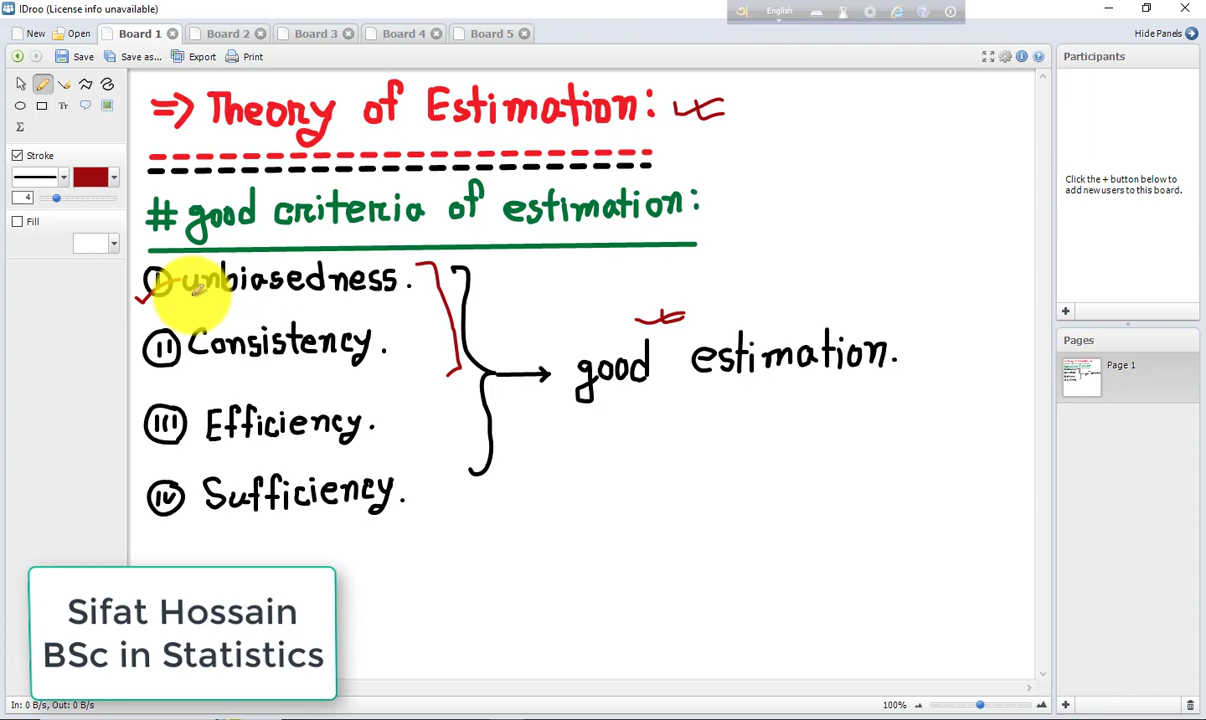 IDroo (License info unavailable)
English
New Open Board 1 Board 2 Board 3 Board 4 Board 5 Hide Panels
Save Save as... Export Print
Participants
Click the + button below to
add new users to this board.
Tr
Σ
Stroke
4
Fill
=> Theory of Estimation:
# good criteria of estimation:
I unbiasedness.
II Consistency.
III Efficiency.
IV Sufficiency.
good estimation.
Pages
Page 1
Sifat Hossain
BSc in Statistics
In: 0 B/s, Out: 0 B/s
100%